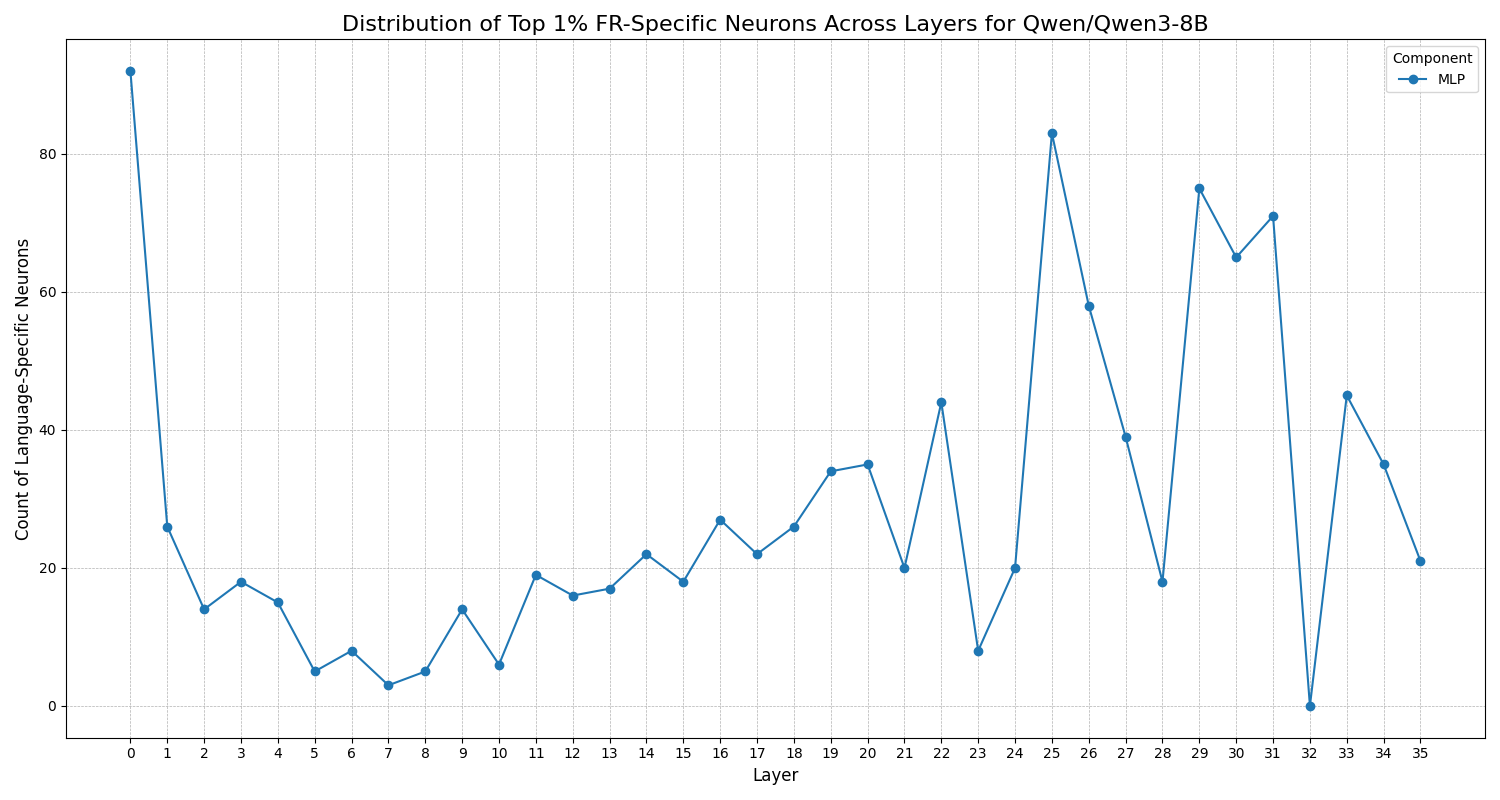 Distribution of Top 1% FR-Specific Neurons Across Layers for Qwen/Qwen3-8B
Component
MLP
80
60
40
20
0
Count of Language-Specific Neurons
0 1 2 3 4 5 6 7 8 9 10 11 12 13 14 15 16 17 18 19 20 21 22 23 24 25 26 27 28 29 30 31 32 33 34 35
Layer